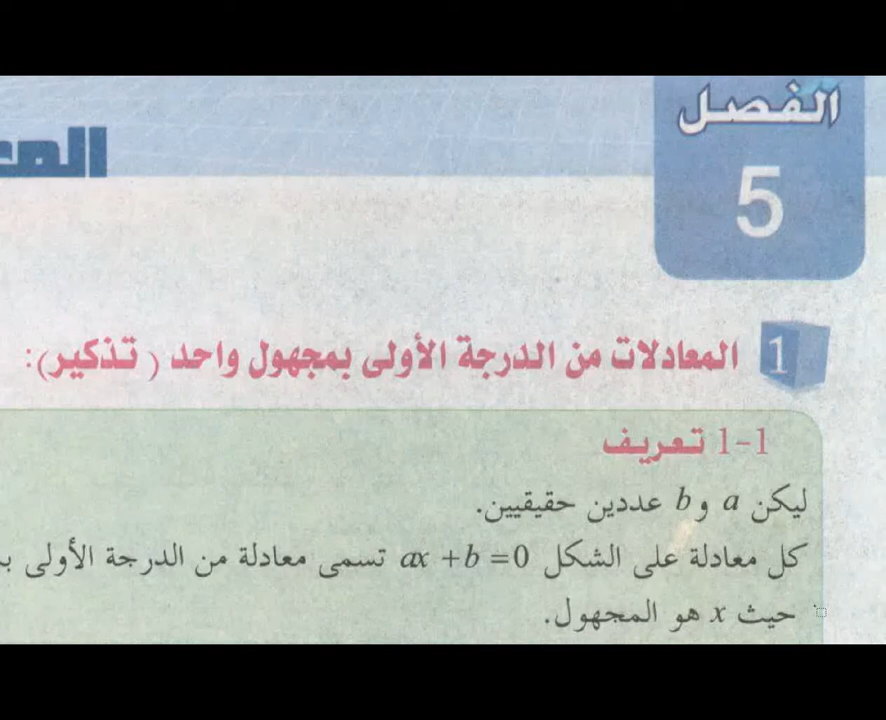 الفصل
5
1 المعادلات من الدرجة الأولى بمجهول واحد ( تذكير):
1-1 تعريف
ليكن a و b عددين حقيقيين.
كل معادلة على الشكل ax + b = 0 تسمى معادلة من الدرجة الأولى
حيث x هو المجهول.